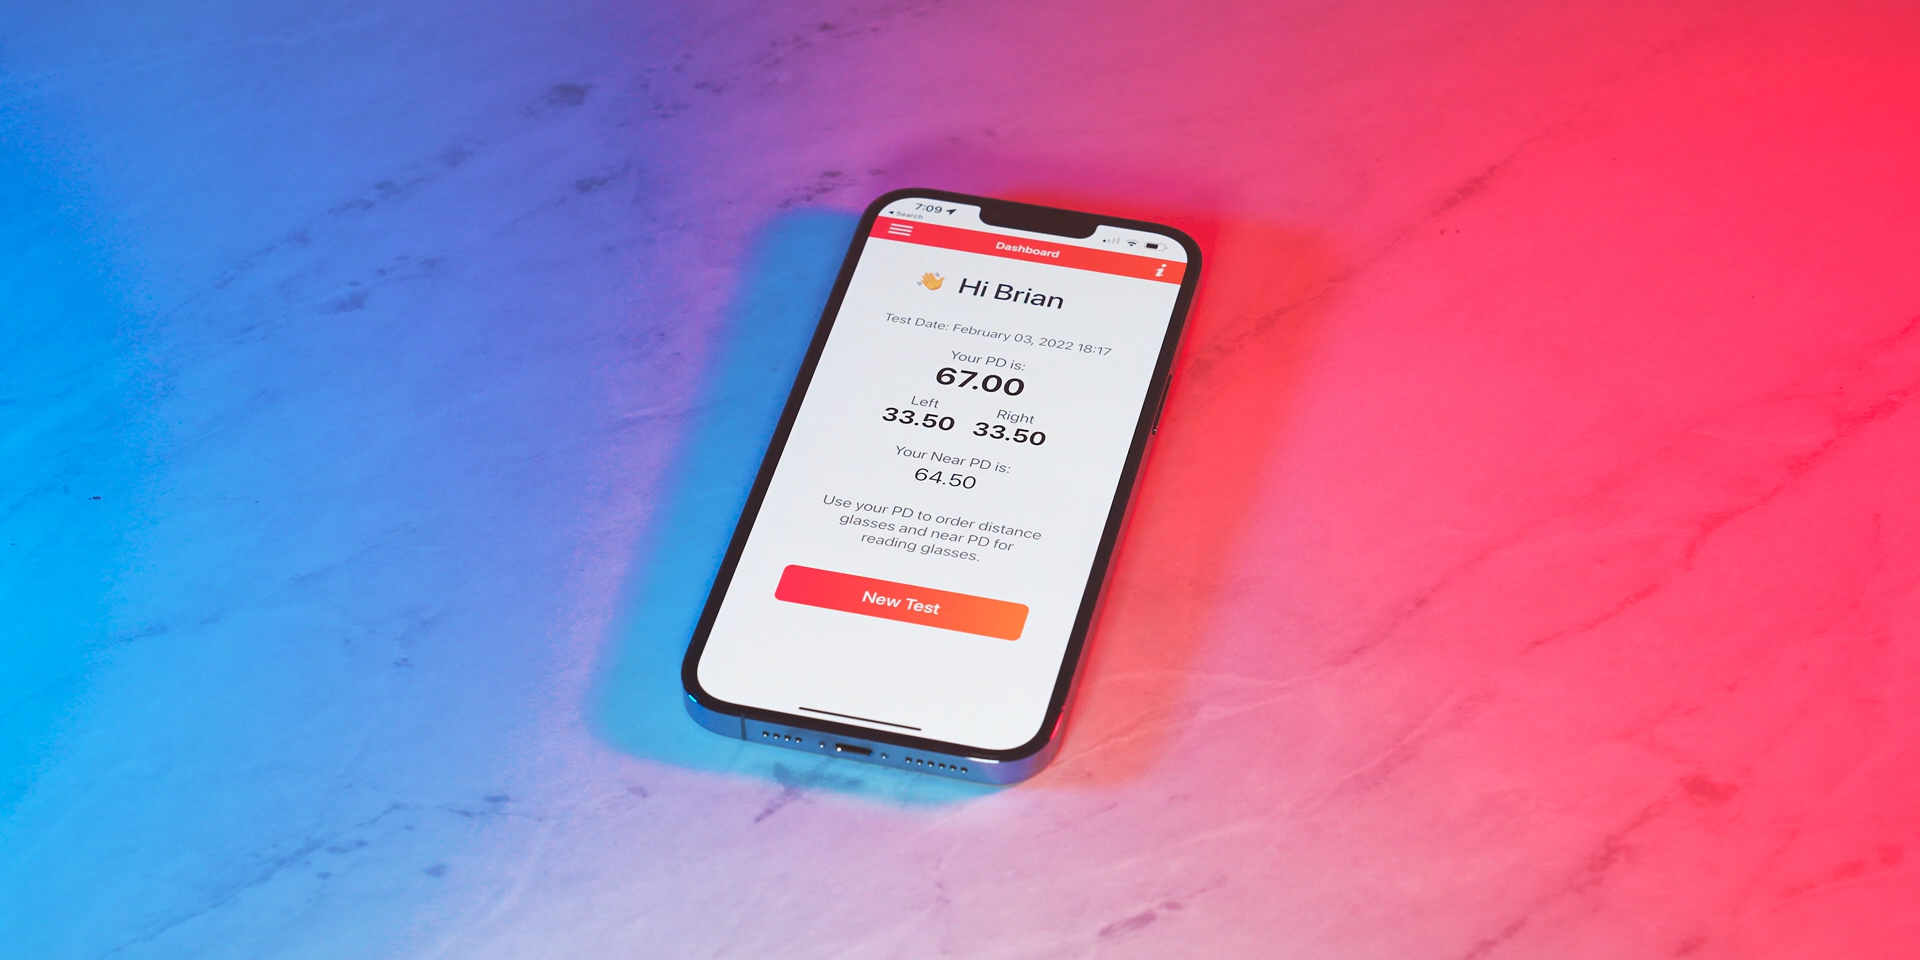 7:09
Search
Dashboard
Hi Brian
Test Date: February 03, 2022 18:17
Your PD is:
67.00
Left Right
33.50 33.50
Your Near PD is:
64.50
Use your PD to order distance
glasses and near PD for
reading glasses.
New Test